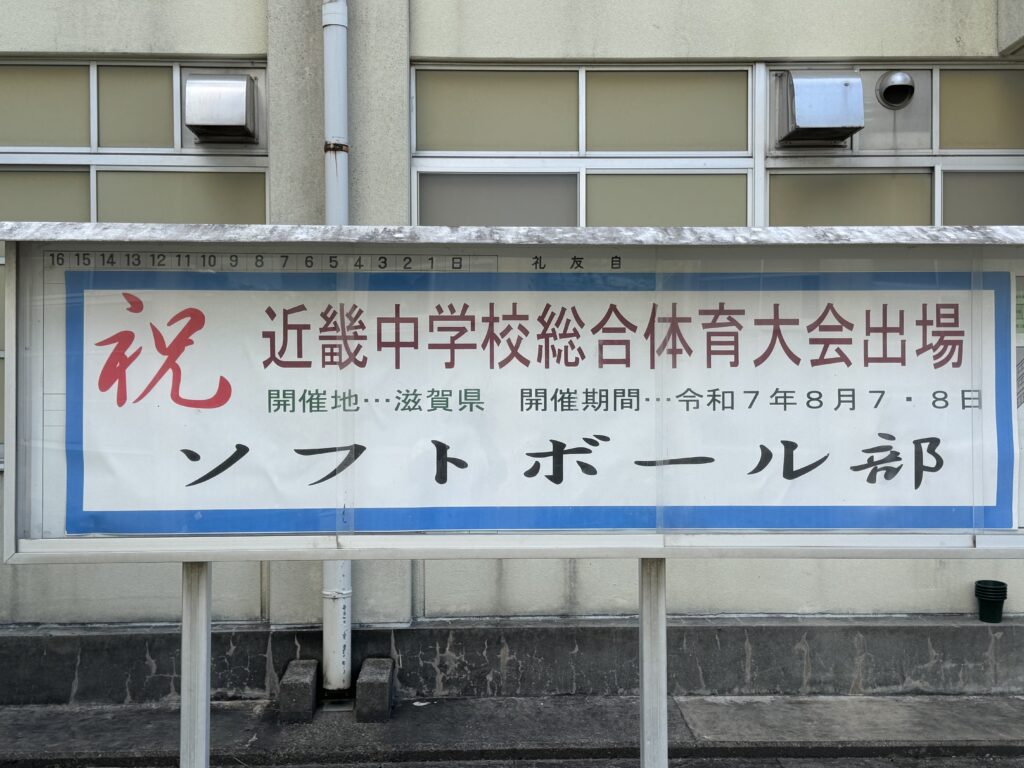 16 15 14 13 12 11 10 9 8 7 6 5 4 3 2 1 日 礼 友 自
祝 近畿中学校総合体育大会出場
開催地…滋賀県 開催期間…令和７年８月７・８日
ソフトボール部